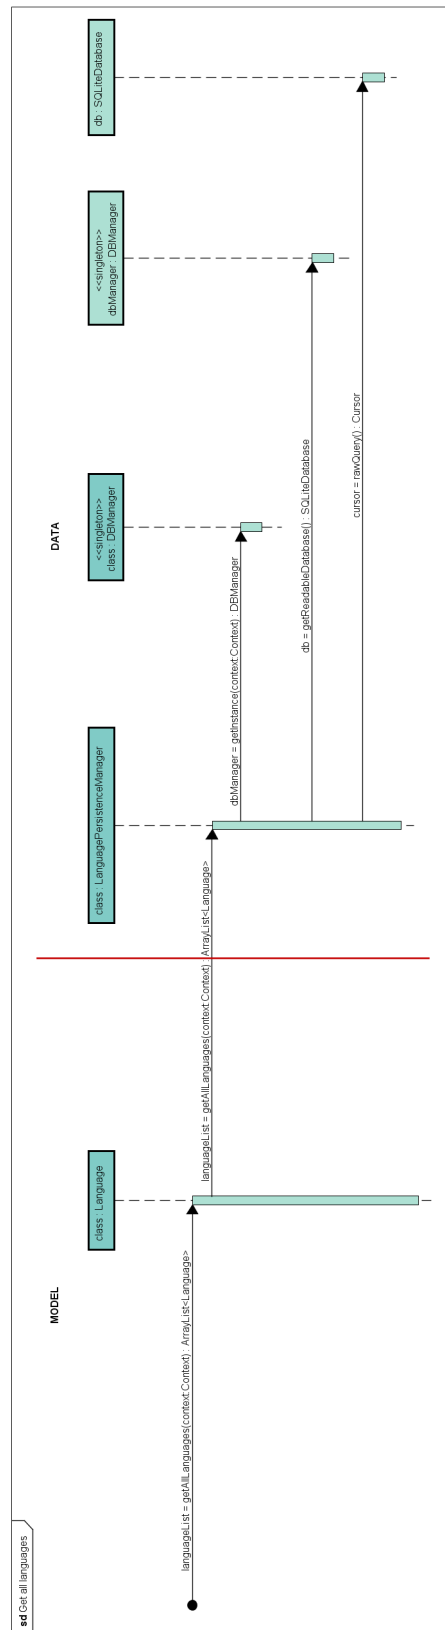 sd Get all languages
MODEL
DATA
class : Language
class : LanguagePersistenceManager
<<singleton>>
class : DBManager
<<singleton>>
dbManager : DBManager
db : SQLiteDatabase
languageList = getAllLanguages(context:Context) : ArrayList<Language>
languageList = getAllLanguages(context:Context) : ArrayList<Language>
dbManager = getInstance(context:Context) : DBManager
db = getReadableDatabase() : SQLiteDatabase
cursor = rawQuery() : Cursor